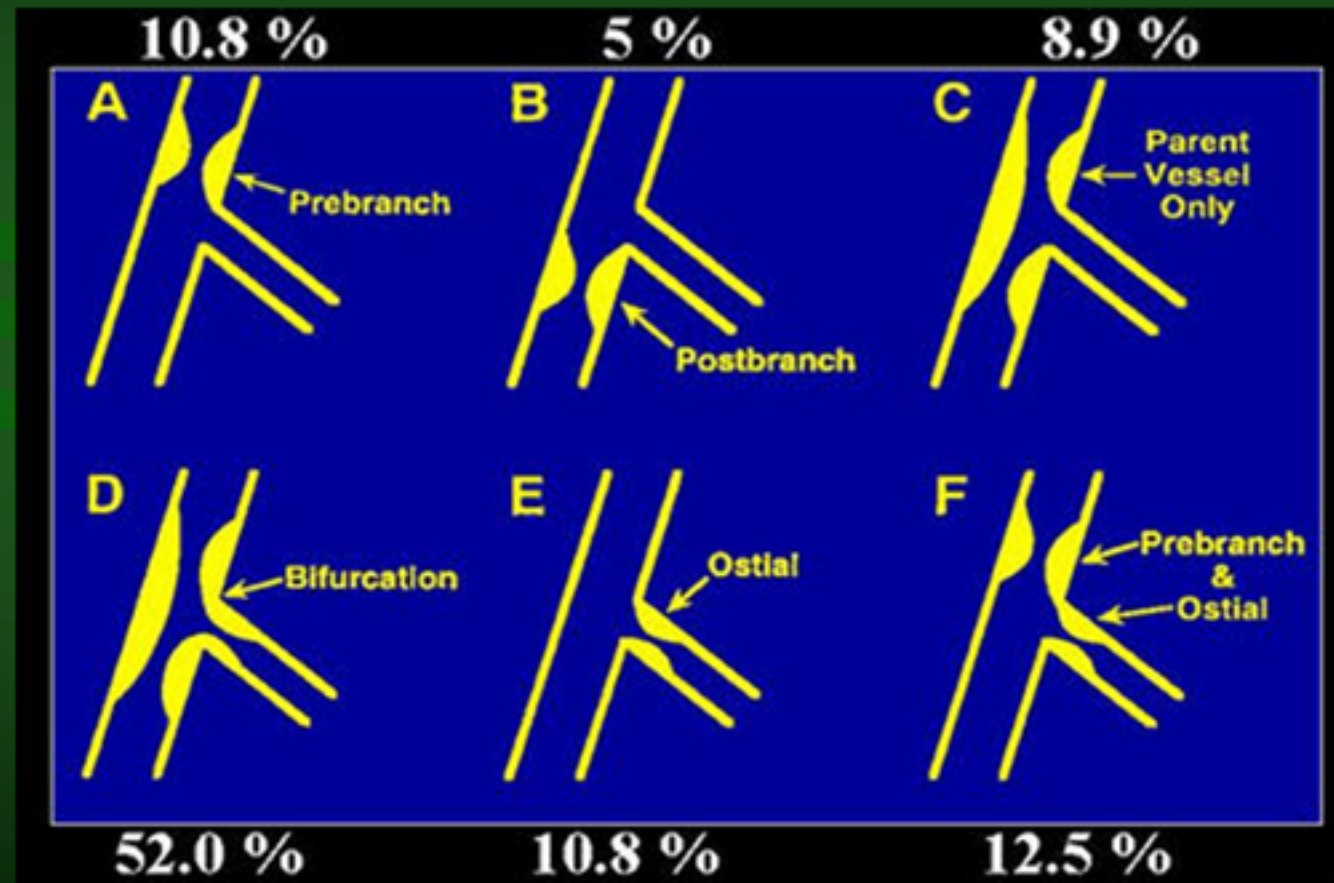 10.8 %
5 %
8.9 %
A
Prebranch
B
Postbranch
C
Parent
Vessel
Only
D
Bifurcation
E
Ostial
F
Prebranch
&
Ostial
52.0 %
10.8 %
12.5 %